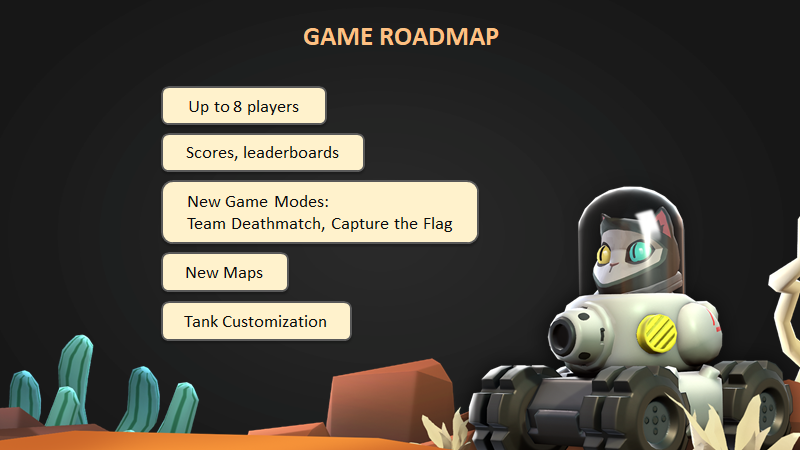 GAME ROADMAP
Up to 8 players
Scores, leaderboards
New Game Modes:
Team Deathmatch, Capture the Flag
New Maps
Tank Customization